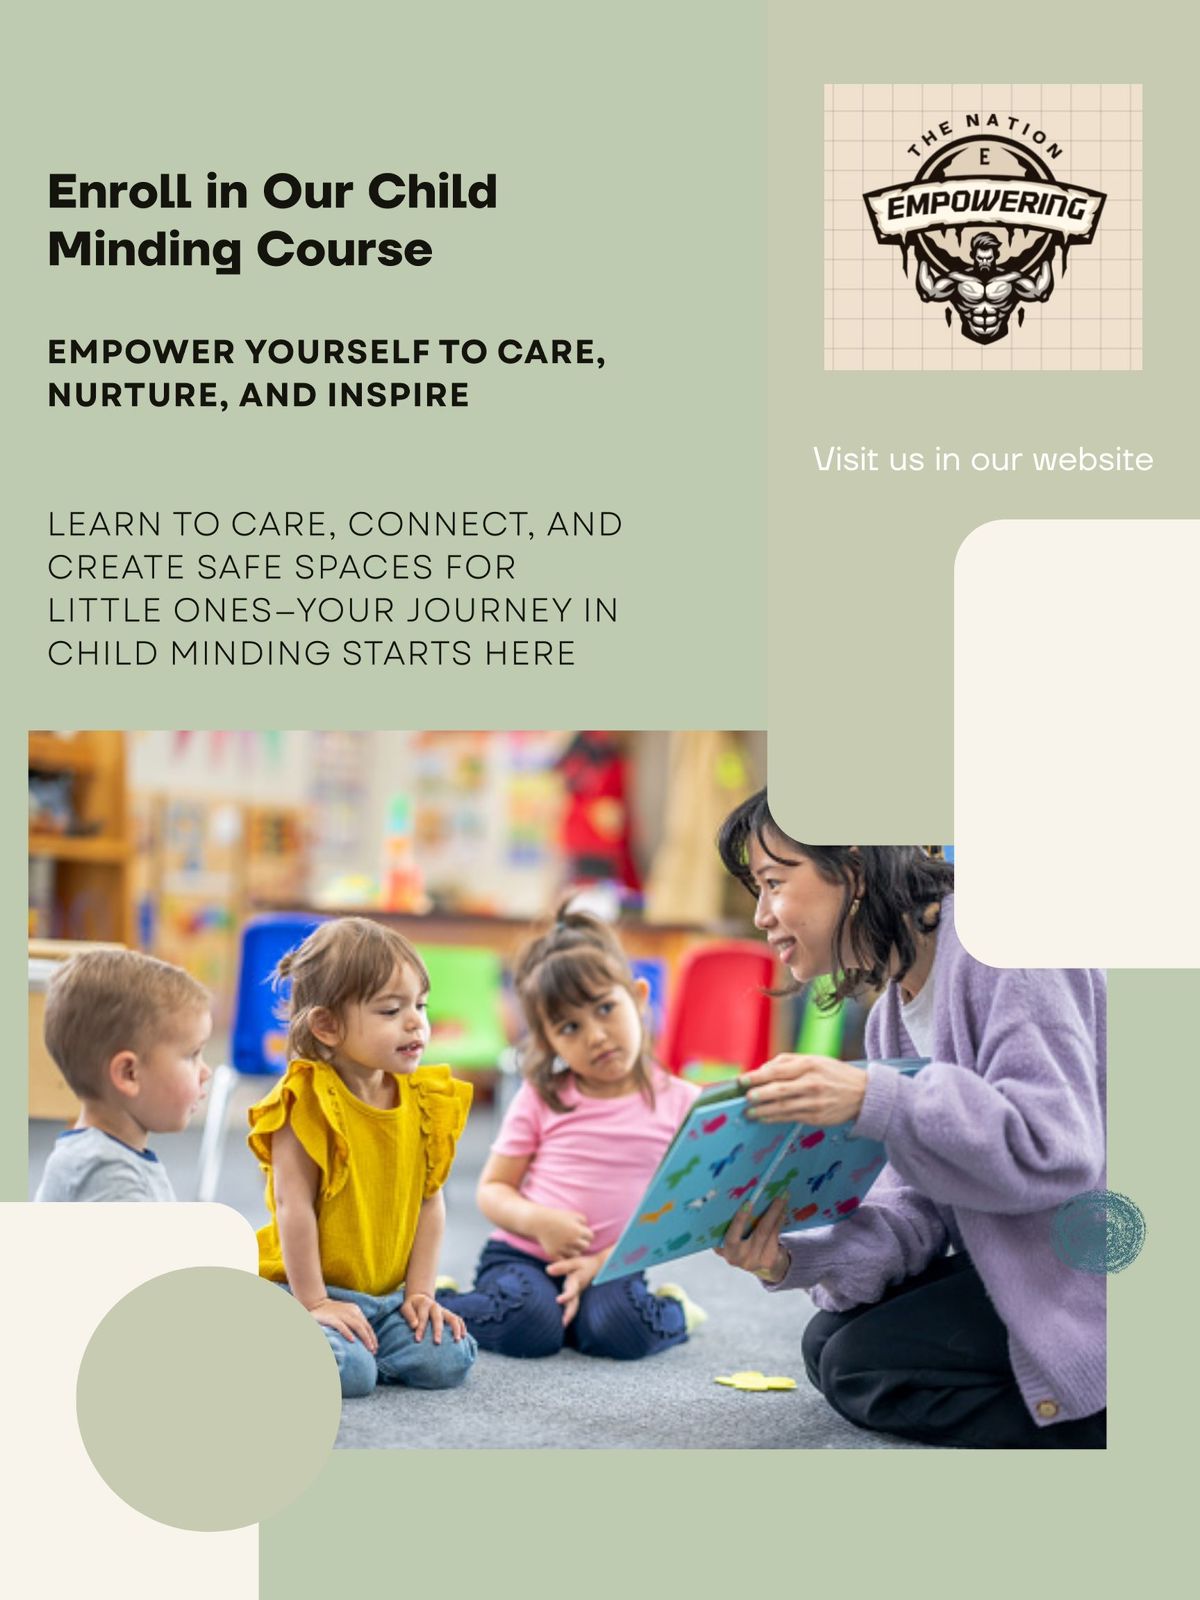 Enroll in Our Child
Minding Course
EMPOWER YOURSELF TO CARE,
NURTURE, AND INSPIRE
LEARN TO CARE, CONNECT, AND
CREATE SAFE SPACES FOR
LITTLE ONES—YOUR JOURNEY IN
CHILD MINDING STARTS HERE
THE NATION
E
EMPOWERING
Visit us in our website